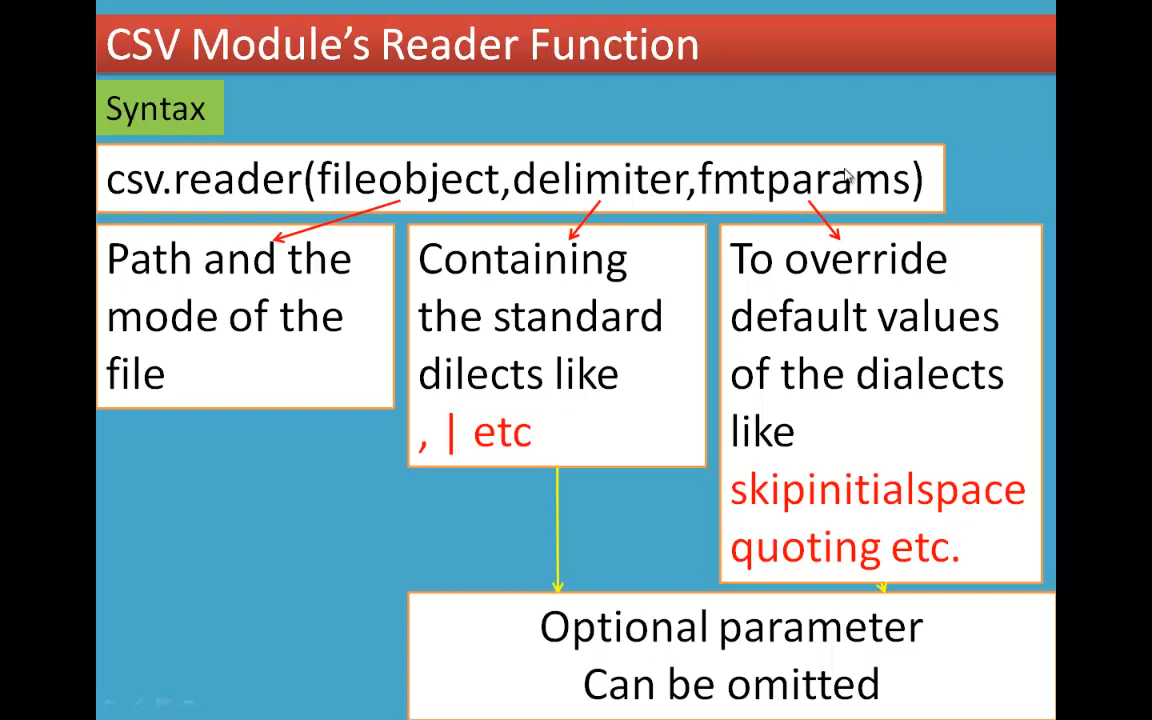 CSV Module’s Reader Function
Syntax
csv.reader(fileobject,delimiter,fmtparams)
Path and the
mode of the
file
Containing
the standard
dilects like
, | etc
To override
default values
of the dialects
like
skipinitialspace
quoting etc.
Optional parameter
Can be omitted